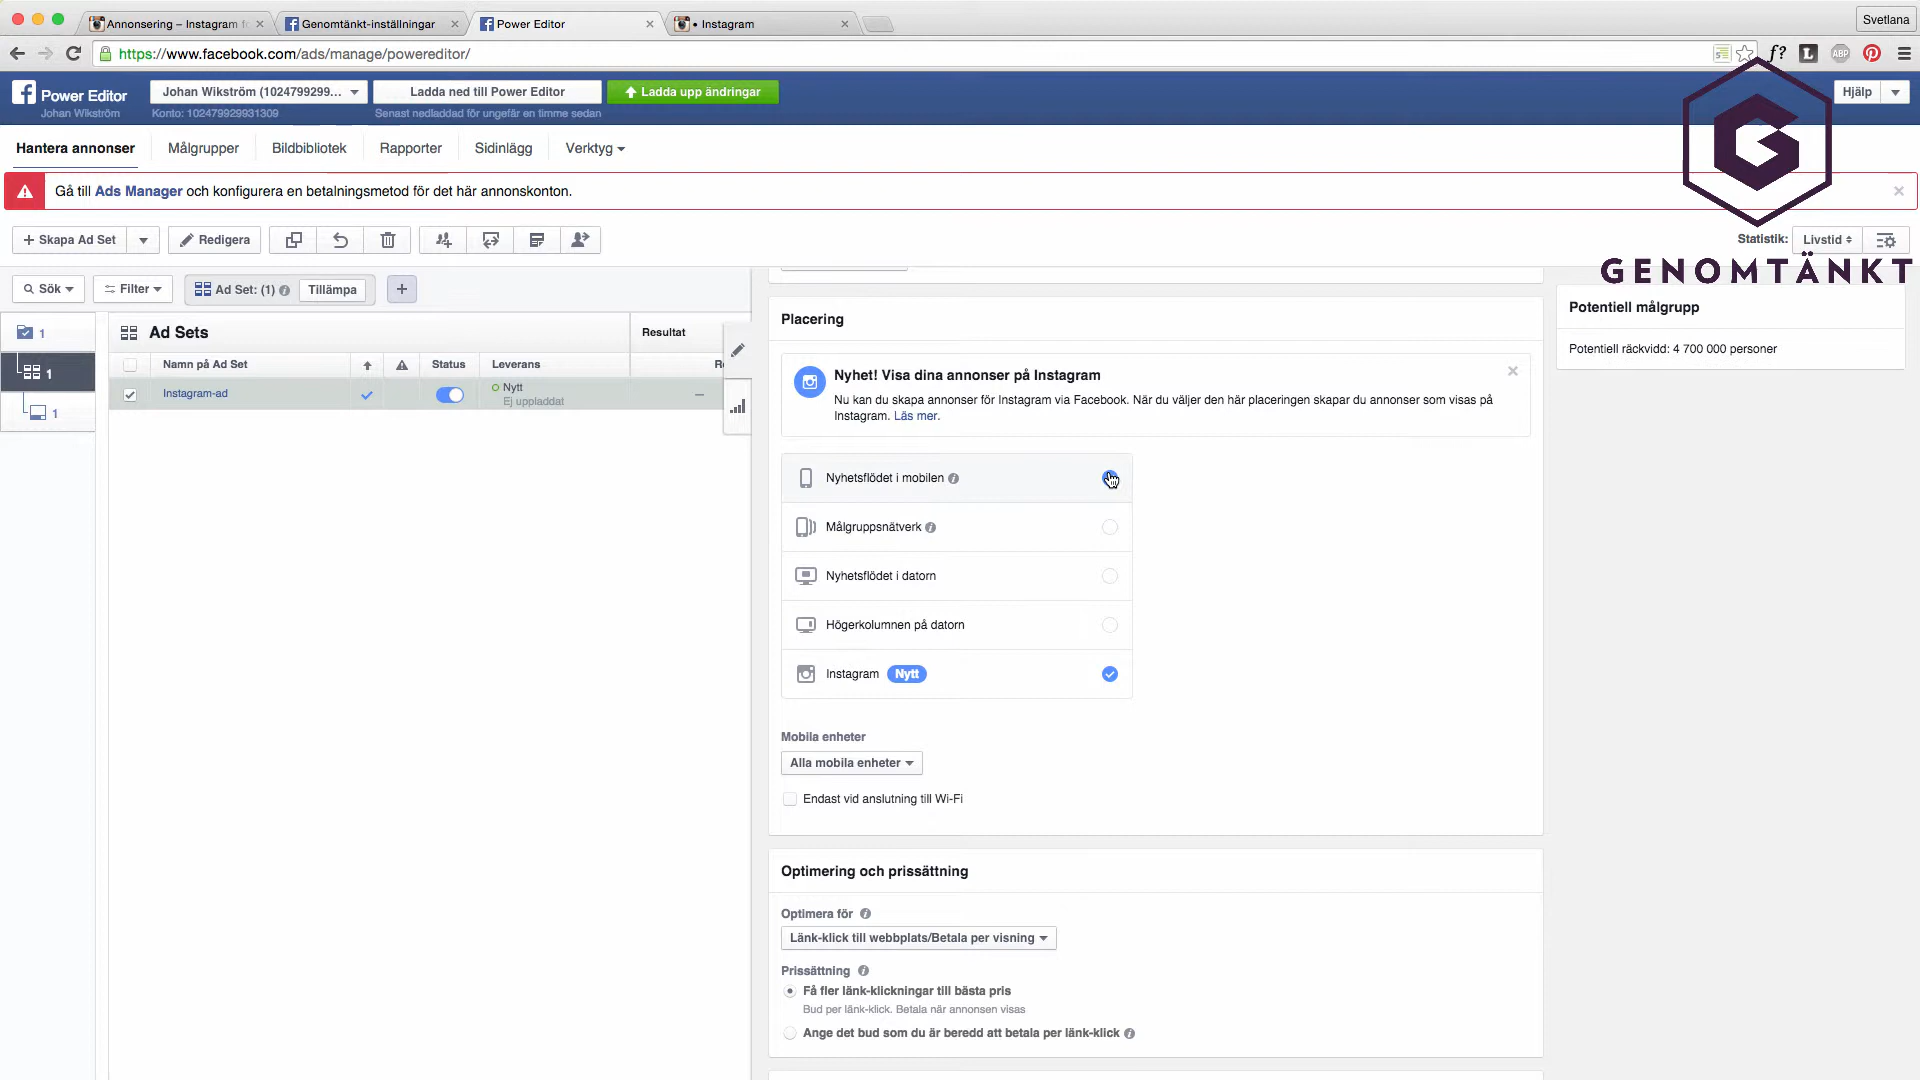 Annonsering – Instagram f
Genomtänkt-inställningar
Power Editor
• Instagram
Svetlana
https://www.facebook.com/ads/manage/powereditor/
f?
L
ABP
Power Editor
Johan Wikström
Johan Wikström (1024799299...
Ladda ned till Power Editor
Ladda upp ändringar
Hjälp
Konto: 102479929931309
Senast nedladdad för ungefär en timme sedan
Hantera annonser
Målgrupper
Bildbibliotek
Rapporter
Sidinlägg
Verktyg
Gå till Ads Manager och konfigurera en betalningsmetod för det här annonskonton.
+ Skapa Ad Set
Redigera
Statistik:
Livstid
GENOMTÄNKT
Sök
Filter
Ad Set: (1)
Tillämpa
+
1
1
1
Ad Sets
Resultat
Namn på Ad Set
Status
Leverans
Instagram-ad
Nytt
Ej uppladdat
—
Placering
Nyhet! Visa dina annonser på Instagram
Nu kan du skapa annonser för Instagram via Facebook. När du väljer den här placeringen skapar du annonser som visas på
Instagram. Läs mer.
Nyhetsflödet i mobilen
Målgruppsnätverk
Nyhetsflödet i datorn
Högerkolumnen på datorn
Instagram Nytt
Mobila enheter
Alla mobila enheter
Endast vid anslutning till Wi-Fi
Optimering och prissättning
Optimera för
Länk-klick till webbplats/Betala per visning
Prissättning
Få fler länk-klickningar till bästa pris
Bud per länk-klick. Betala när annonsen visas
Ange det bud som du är beredd att betala per länk-klick
Potentiell målgrupp
Potentiell räckvidd: 4 700 000 personer